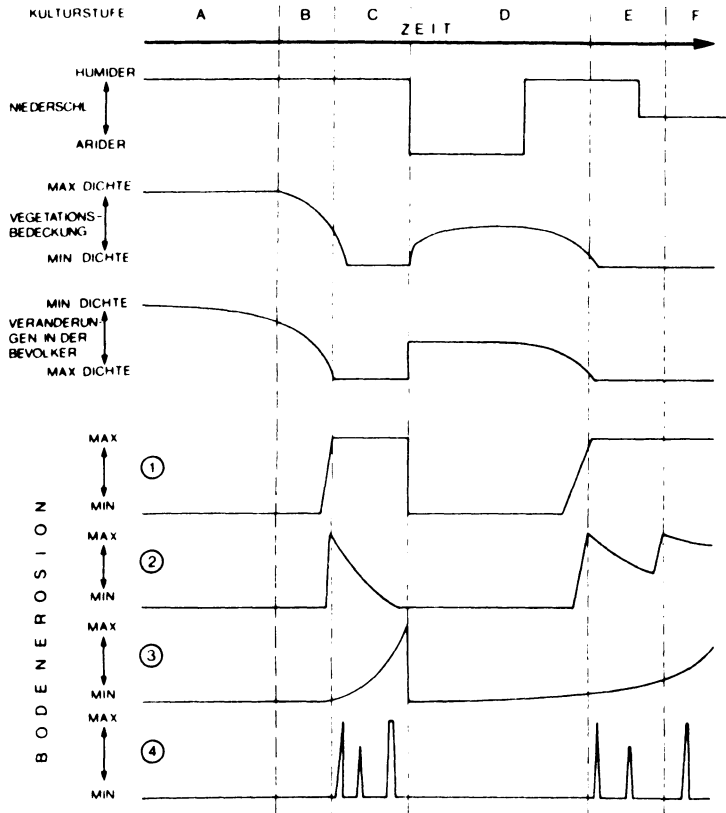 KULTURSTUFE A B C D E F
ZEIT
HUMIDER
NIEDERSCHL
ARIDER
MAX DICHTE
VEGETATIONS-
BEDECKUNG
MIN DICHTE
MIN DICHTE
VERANDERUN-
GEN IN DER
BEVOLKER
MAX DICHTE
BODENEROSION
MAX
1
MIN
MAX
2
MIN
MAX
3
MIN
MAX
4
MIN